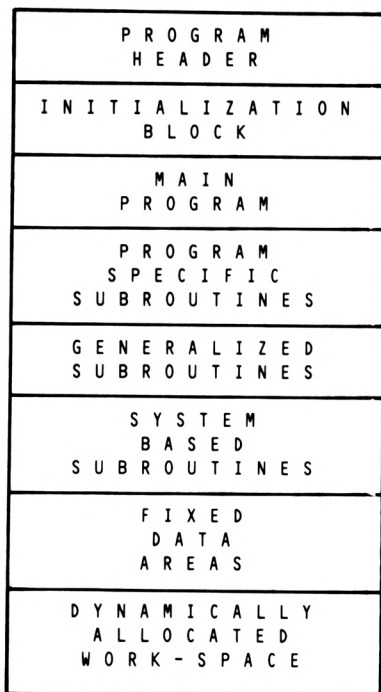 PROGRAM
HEADER
INITIALIZATION
BLOCK
MAIN
PROGRAM
PROGRAM
SPECIFIC
SUBROUTINES
GENERALIZED
SUBROUTINES
SYSTEM
BASED
SUBROUTINES
FIXED
DATA
AREAS
DYNAMICALLY
ALLOCATED
WORK-SPACE